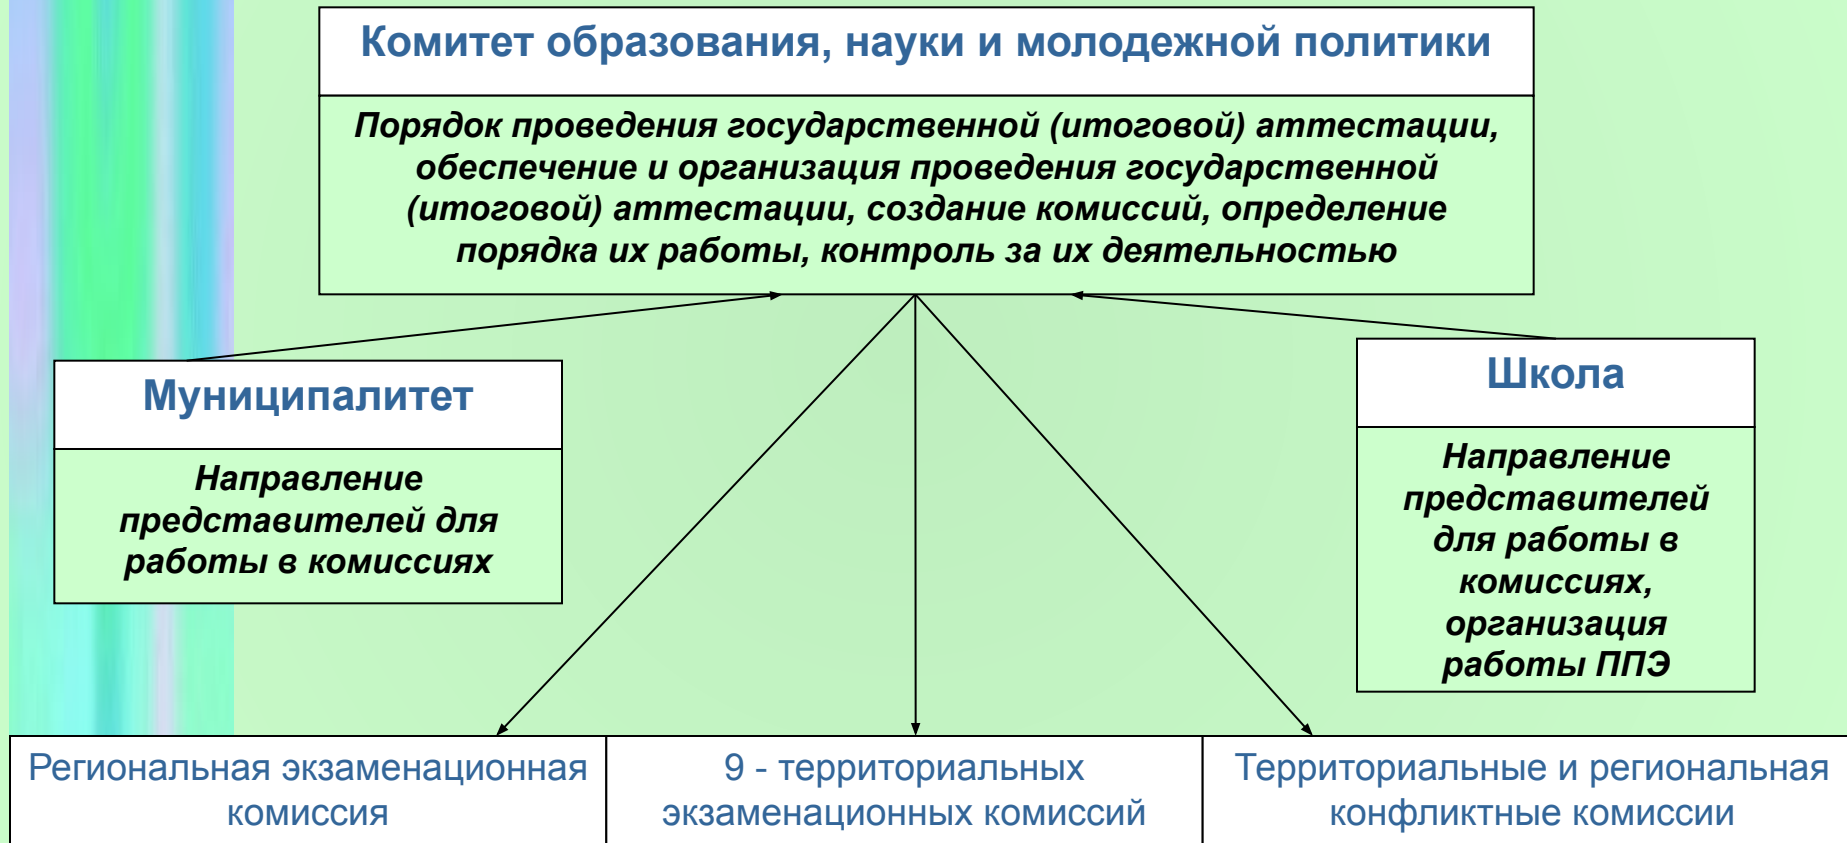 Комитет образования, науки и молодежной политики
Порядок проведения государственной (итоговой) аттестации,
обеспечение и организация проведения государственной
(итоговой) аттестации, создание комиссий, определение
порядка их работы, контроль за их деятельностью
Муниципалитет
Направление
представителей для
работы в комиссиях
Школа
Направление
представителей
для работы в
комиссиях,
организация
работы ППЭ
Региональная экзаменационная
комиссия
9 - территориальных
экзаменационных комиссий
Территориальные и региональная
конфликтные комиссии